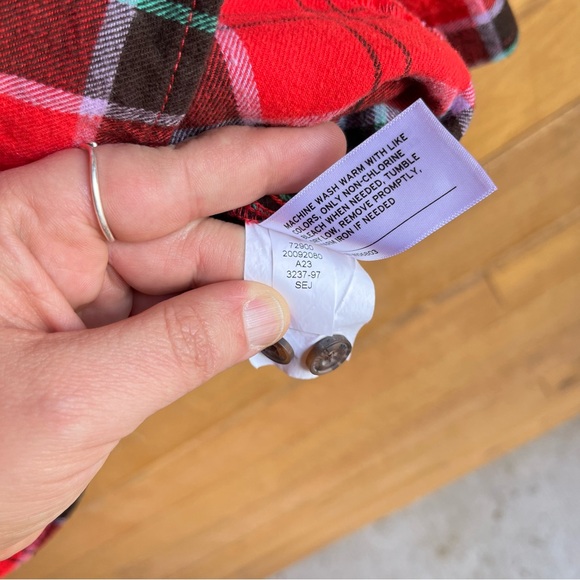 MACHINE WASH WARM WITH LIKE
COLORS, ONLY NON-CHLORINE
BLEACH WHEN NEEDED, TUMBLE
DRY LOW, REMOVE PROMPTLY,
IRON IF NEEDED
72900
20092080
A23
3237-97
SEJ